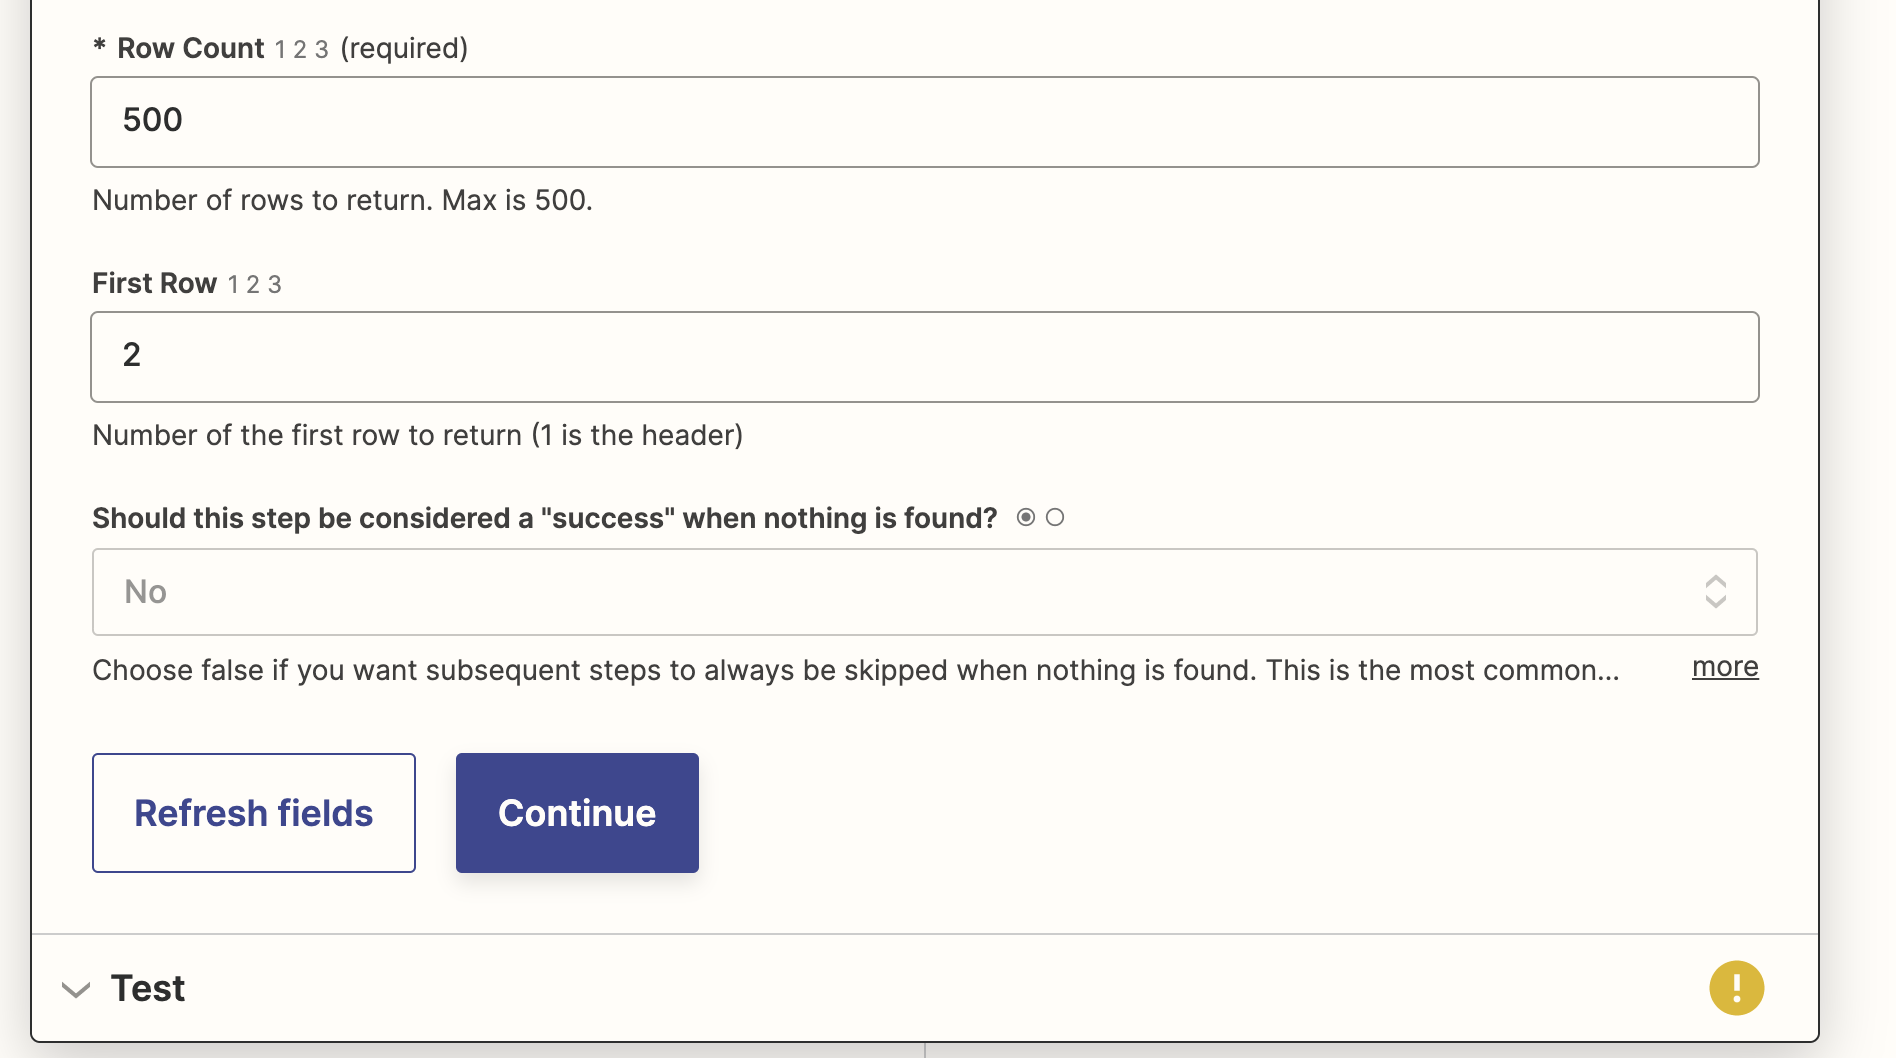 * Row Count 1 2 3 (required)
500
Number of rows to return. Max is 500.
First Row 1 2 3
2
Number of the first row to return (1 is the header)
Should this step be considered a "success" when nothing is found?
No
Choose false if you want subsequent steps to always be skipped when nothing is found. This is the most common... more
Refresh fields Continue
Test